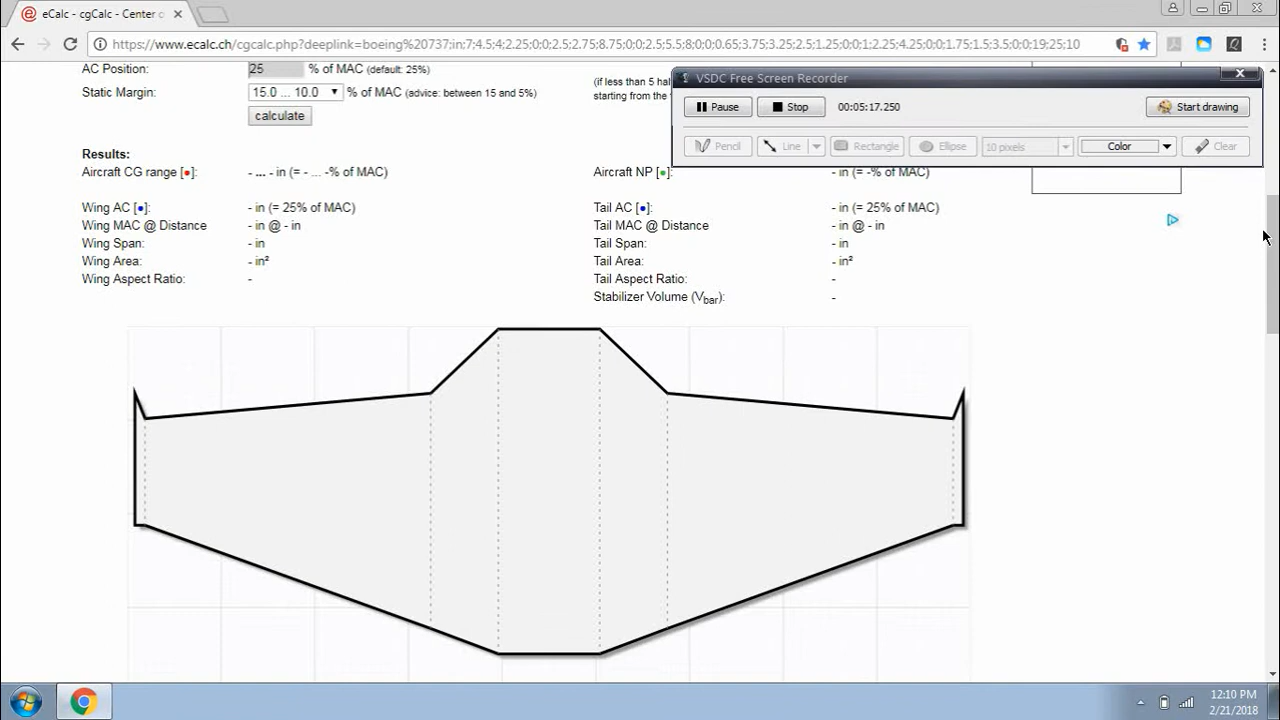 eCalc - cgCalc - Center o
https://www.ecalc.ch/cgcalc.php?deeplink=boeing%20737:in:7:4.5:4:2.25:0:0:2.5:2.75:8.75:0:0:2.5:5.5:8:0:0:0.65:3.75:3.25:2.5:1.25:0:0:1:2.25:4.25:0:0:1.75:1.5:3.5:0:0:19:25:10
AC Position: 25 % of MAC (default: 25%)
(if less than 5 hal
VSDC Free Screen Recorder
Static Margin: 15.0 ... 10.0 % of MAC (advice: between 15 and 5%)
starting from the
Pause Stop 00:05:17.250 Start drawing
calculate
Pencil Line Rectangle Ellipse 10 pixels Color Clear
Results:
Aircraft CG range [•]: - ... - in (= - ... -% of MAC) Aircraft NP [•]: - in (= -% of MAC)
Wing AC [•]: - in (= 25% of MAC) Tail AC [•]: - in (= 25% of MAC)
Wing MAC @ Distance - in @ - in Tail MAC @ Distance - in @ - in
Wing Span: - in Tail Span: - in
Wing Area: - in² Tail Area: - in²
Wing Aspect Ratio: - Tail Aspect Ratio: -
Stabilizer Volume (Vbar): -
12:10 PM
2/21/2018